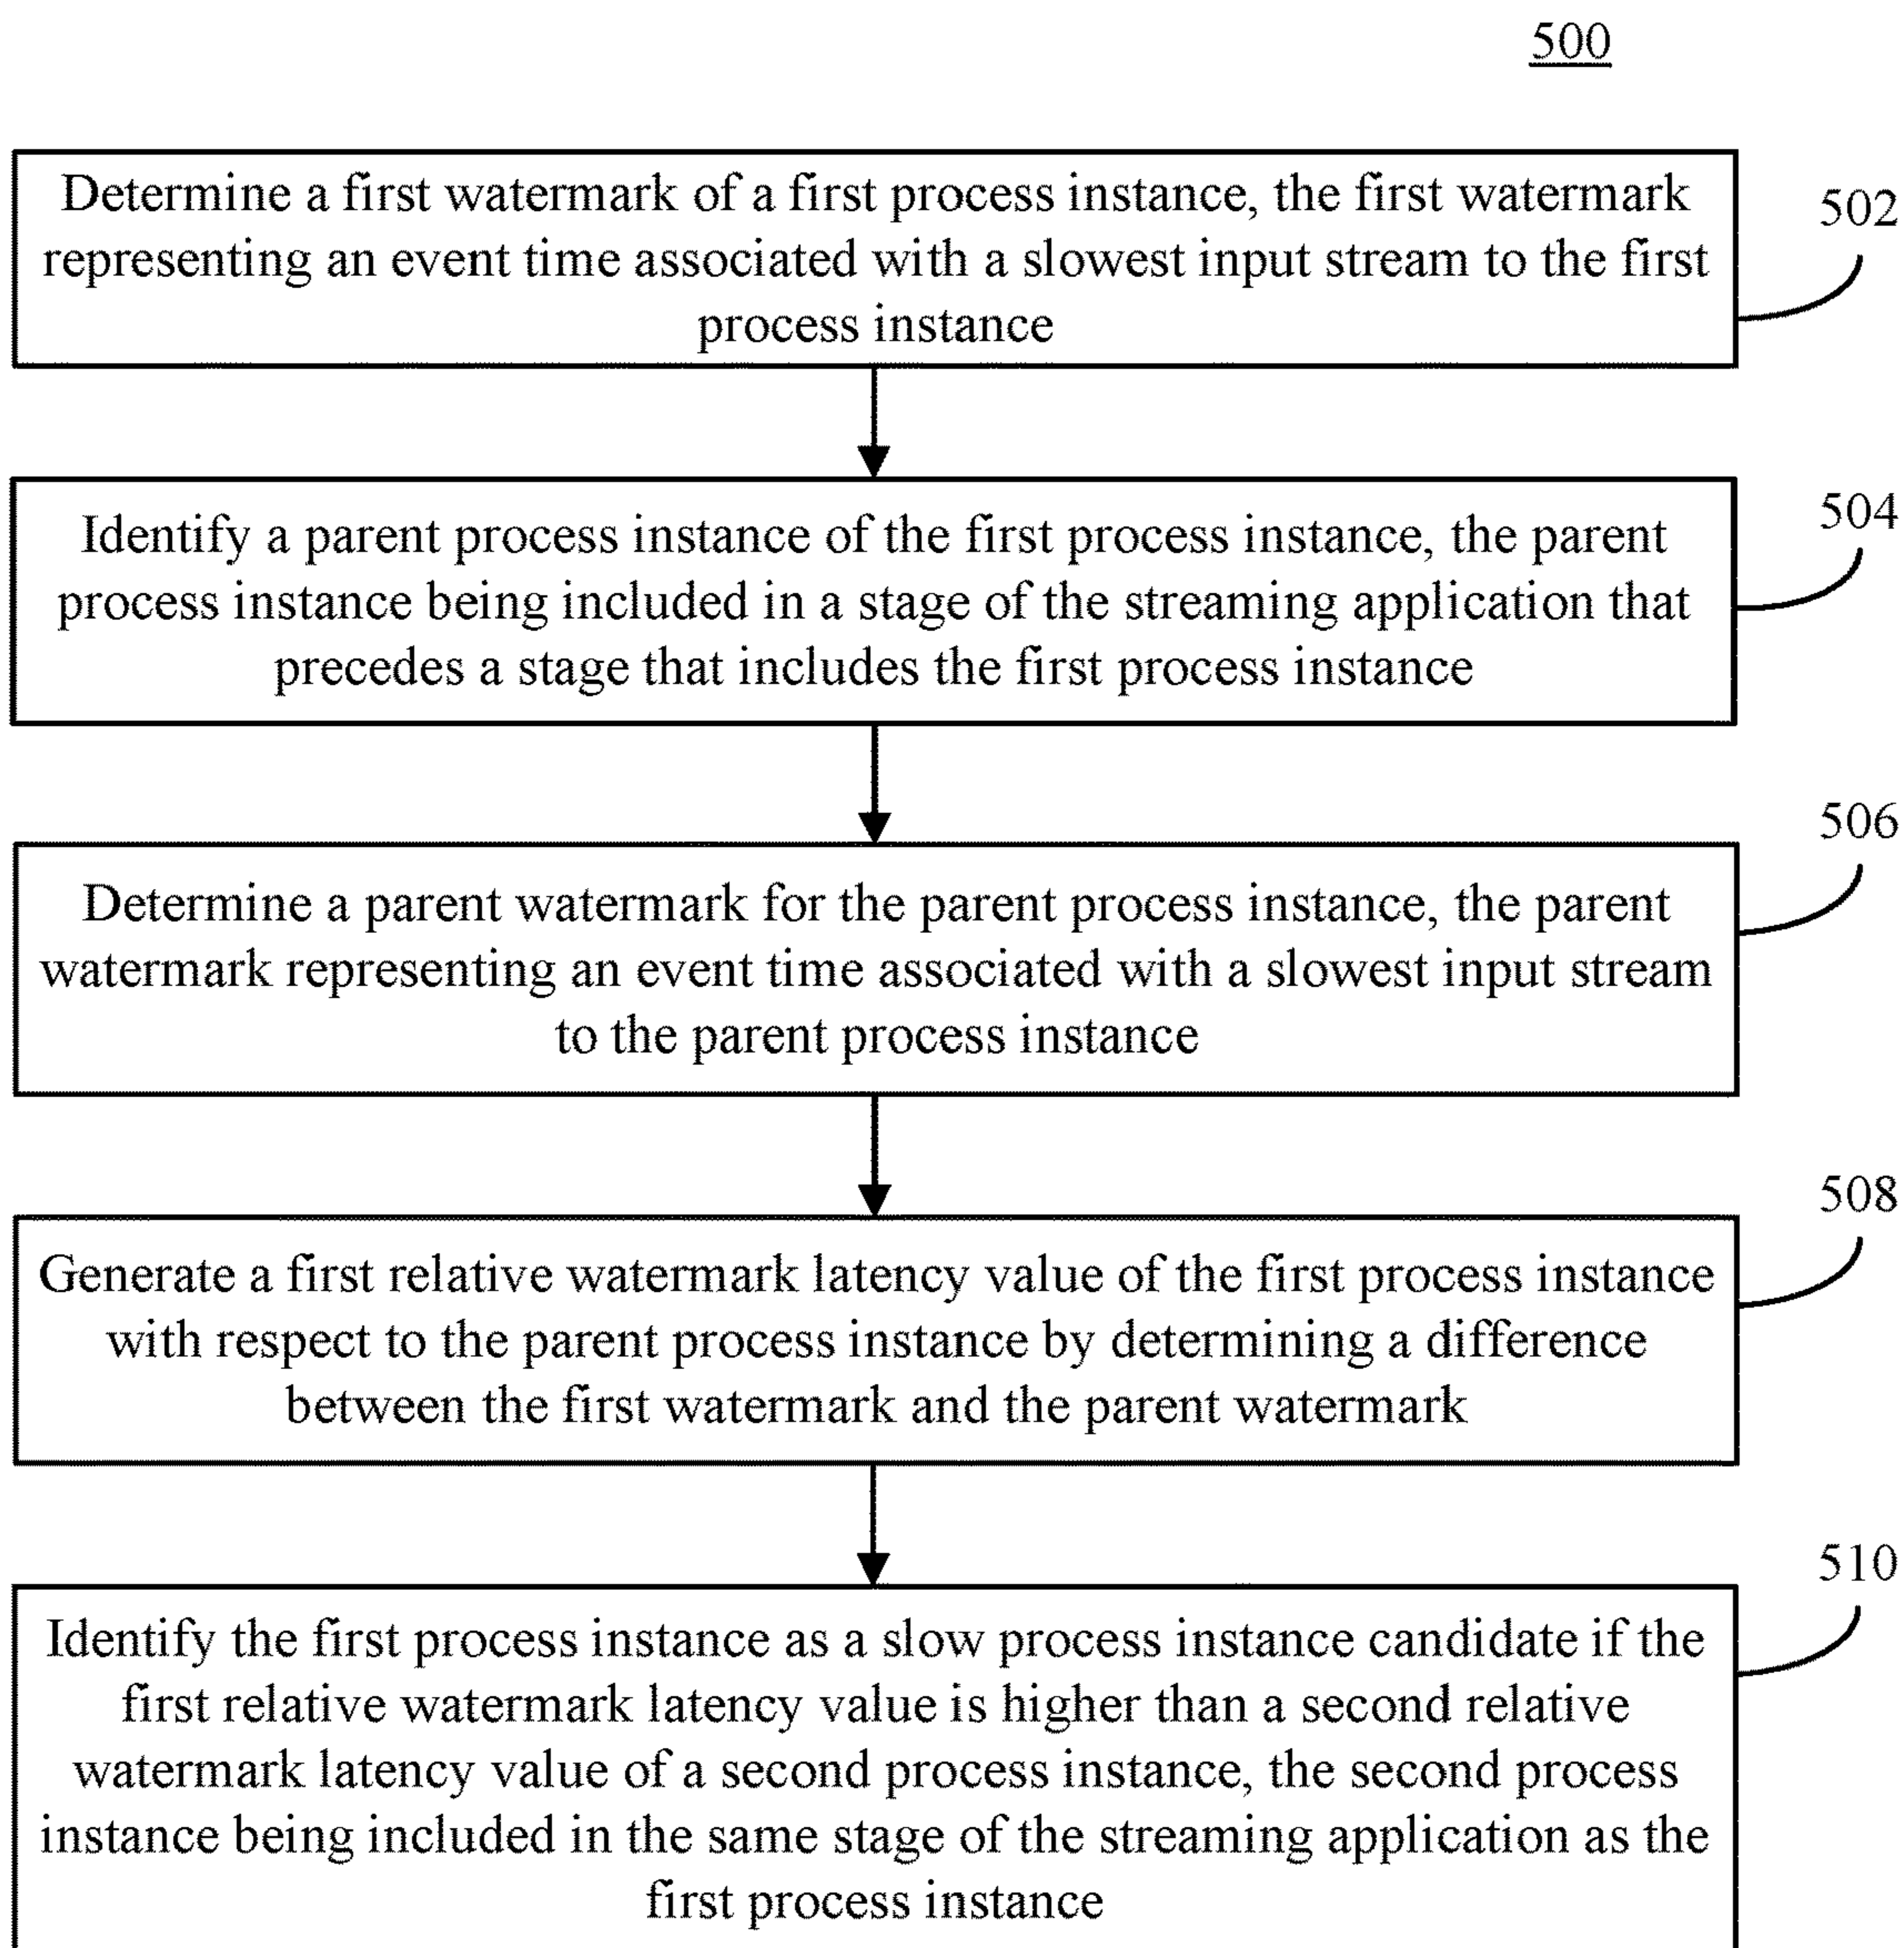 500
Determine a first watermark of a first process instance, the first watermark
representing an event time associated with a slowest input stream to the first
process instance
502
Identify a parent process instance of the first process instance, the parent
process instance being included in a stage of the streaming application that
precedes a stage that includes the first process instance
504
Determine a parent watermark for the parent process instance, the parent
watermark representing an event time associated with a slowest input stream
to the parent process instance
506
Generate a first relative watermark latency value of the first process instance
with respect to the parent process instance by determining a difference
between the first watermark and the parent watermark
508
Identify the first process instance as a slow process instance candidate if the
first relative watermark latency value is higher than a second relative
watermark latency value of a second process instance, the second process
instance being included in the same stage of the streaming application as the
first process instance
510